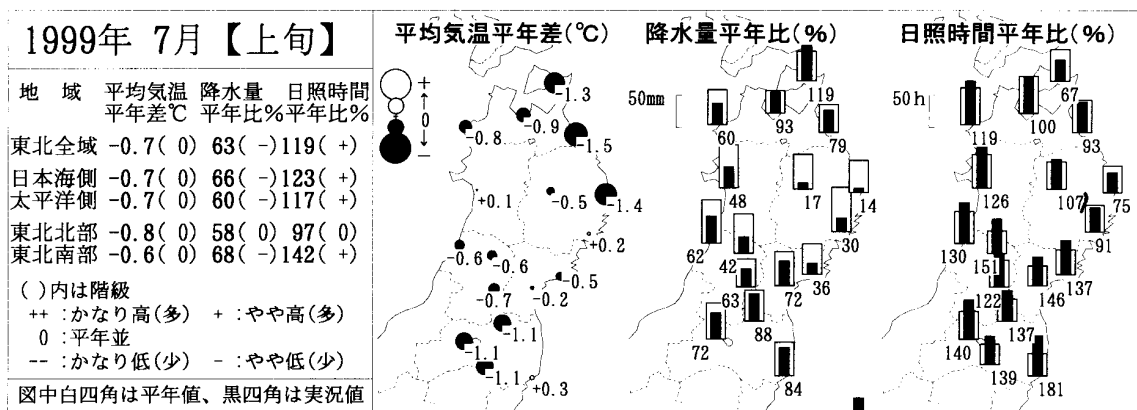 1999年 7月【上旬】
地 域 平均気温 降水量 日照時間
平年差℃ 平年比% 平年比%
東北全域 -0.7( 0) 63( -) 119( +)
日本海側 -0.7( 0) 66( -) 123( +)
太平洋側 -0.7( 0) 60( -) 117( +)
東北北部 -0.8( 0) 58( 0) 97( 0)
東北南部 -0.6( 0) 68( -) 142( +)
( )内は階級
++ :かなり高(多) + :やや高(多)
0 :平年並
-- :かなり低(少) - :やや低(少)
図中白四角は平年値、黒四角は実況値
平均気温平年差(℃)
+
0
-
-1.3
-0.9
-0.8
-1.5
+0.1
-0.5
-1.4
+0.2
-0.6
-0.6
-0.5
-0.7
-0.2
-1.1
-1.1
-1.1
+0.3
降水量平年比(%)
50mm
119
93
60
79
48
17
14
30
62
42
36
63
72
88
72
84
日照時間平年比(%)
50h
67
100
119
93
126
107
75
91
130
151
137
122
146
137
140
139
181